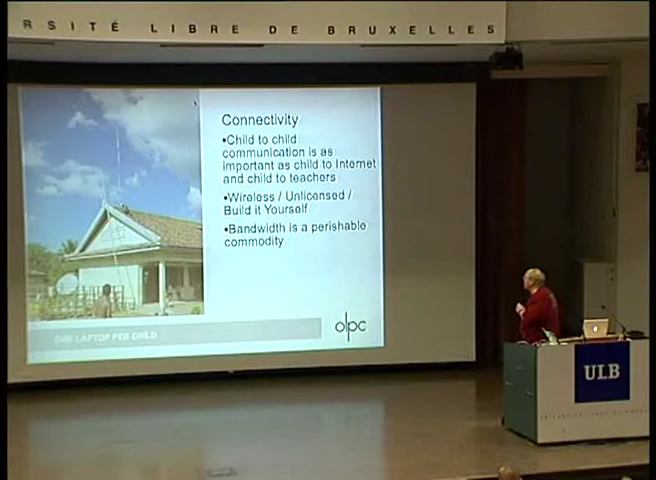 RSITÉ LIBRE DE BRUXELLES
Connectivity
•Child to child
communication is as
important as child to Internet
and child to teachers
•Wireless / Unlicensed /
Build it Yourself
•Bandwidth is a perishable
commodity
ONE LAPTOP PER CHILD
olpc
ULB